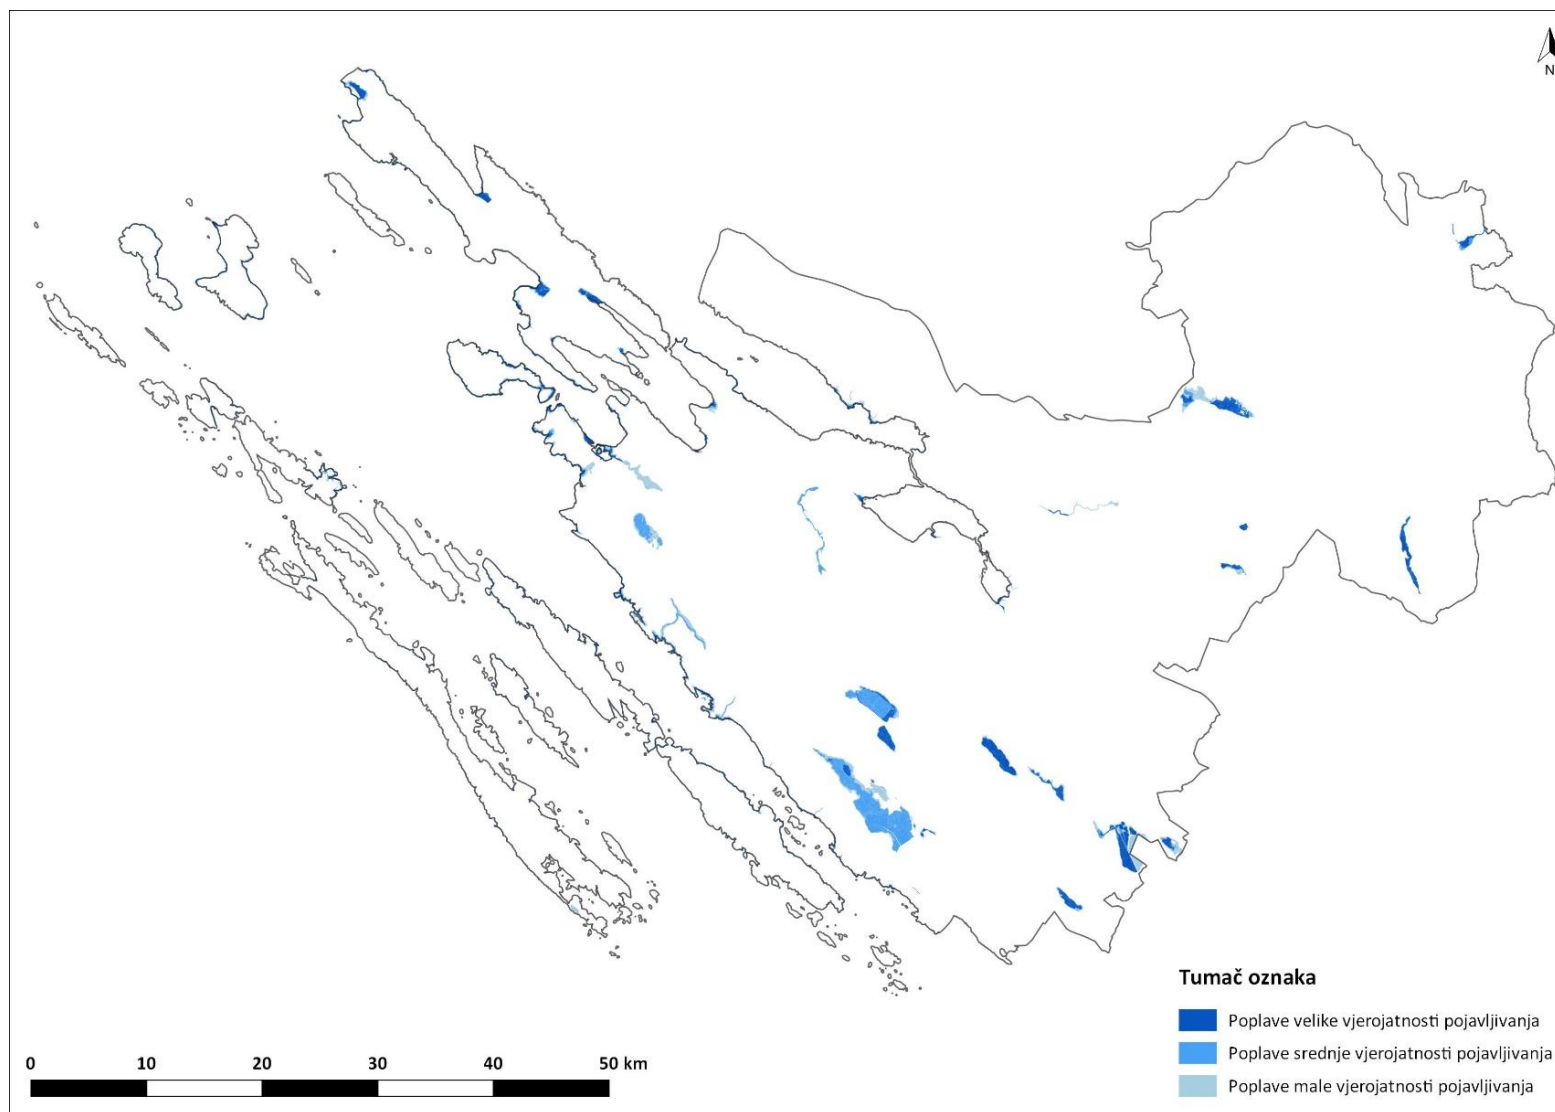 N
Tumač oznaka
Poplave velike vjerojatnosti pojavljivanja
Poplave srednje vjerojatnosti pojavljivanja
Poplave male vjerojatnosti pojavljivanja
0 10 20 30 40 50 km